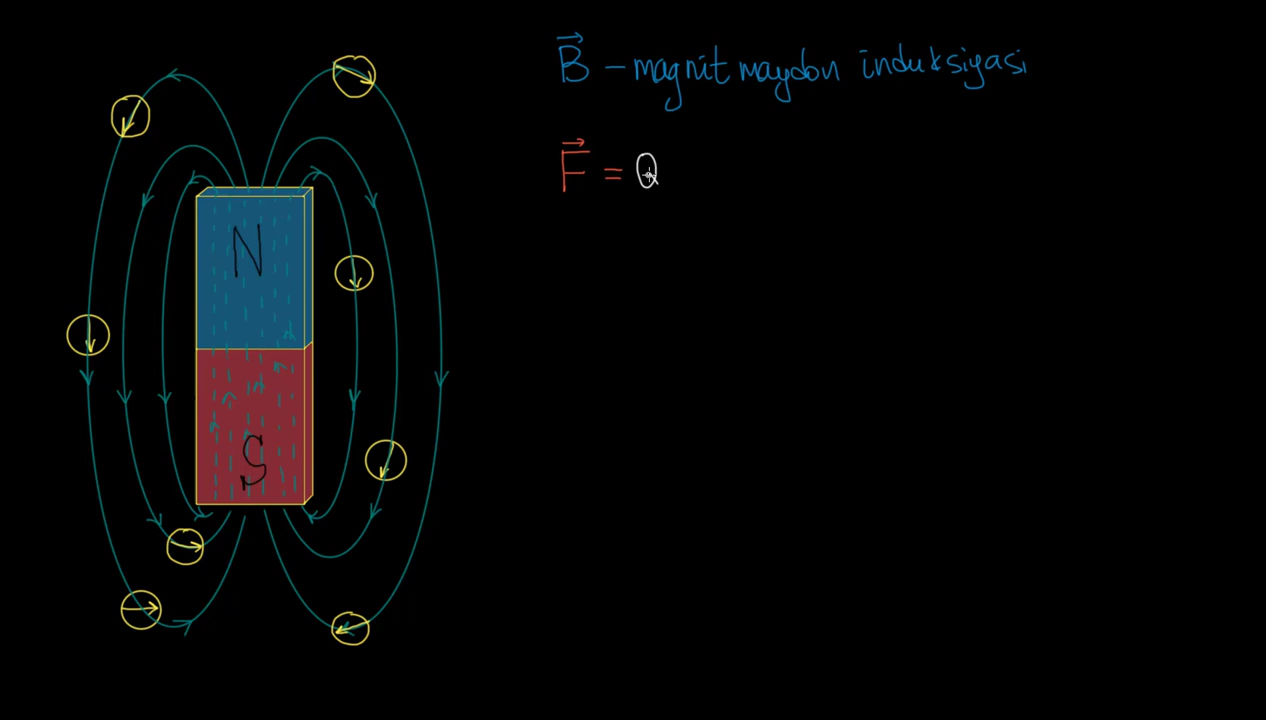 B⃗ – magnit maydon induksiyasi
F⃗ = Q
N
S